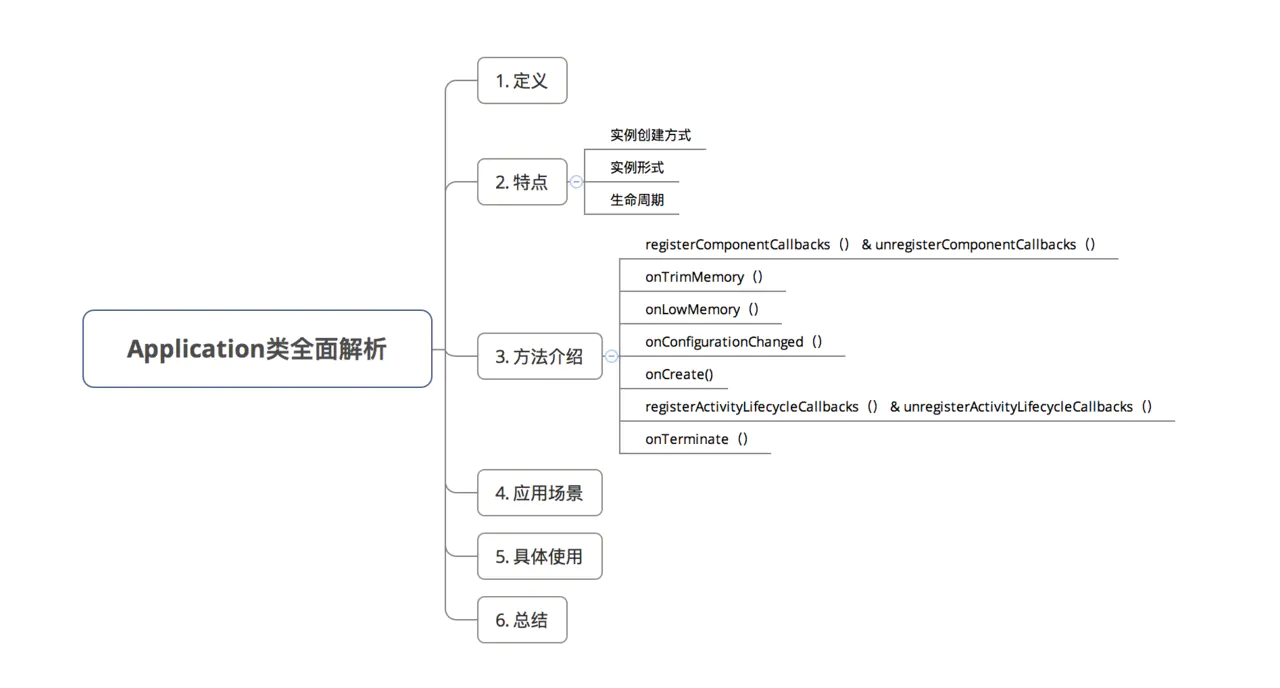 Application类全面解析
1. 定义
2. 特点
实例创建方式
实例形式
生命周期
3. 方法介绍
registerComponentCallbacks（） & unregisterComponentCallbacks（）
onTrimMemory（）
onLowMemory（）
onConfigurationChanged（）
onCreate()
registerActivityLifecycleCallbacks（） & unregisterActivityLifecycleCallbacks（）
onTerminate（）
4. 应用场景
5. 具体使用
6. 总结